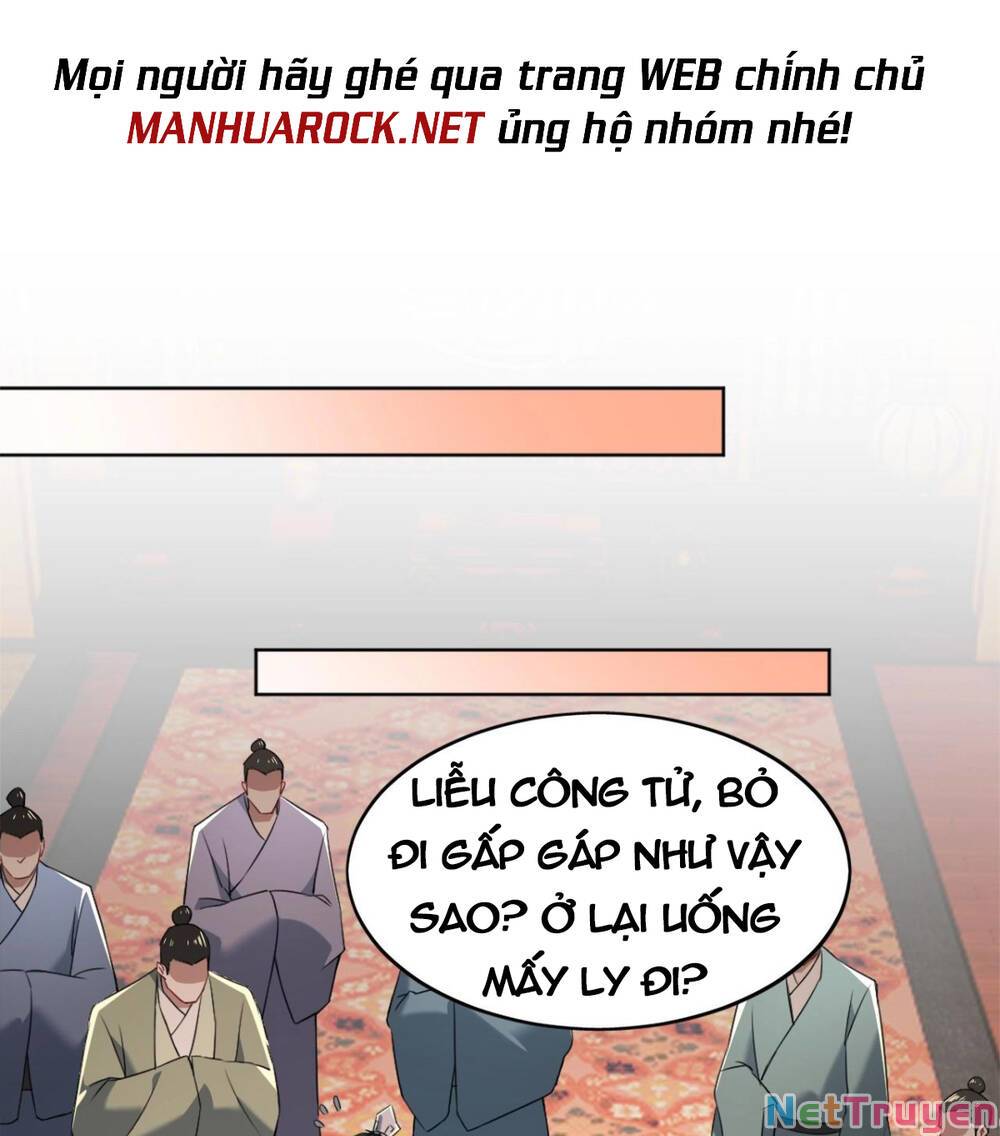 Mọi người hãy ghé qua trang WEB chính chủ
MANHUAROCK.NET ủng hộ nhóm nhé!
LIỄU CÔNG TỬ, BỎ
ĐI GẤP GÁP NHƯ VẬY
SAO? Ở LẠI UỐNG
MẤY LY ĐI?
NetTruyen